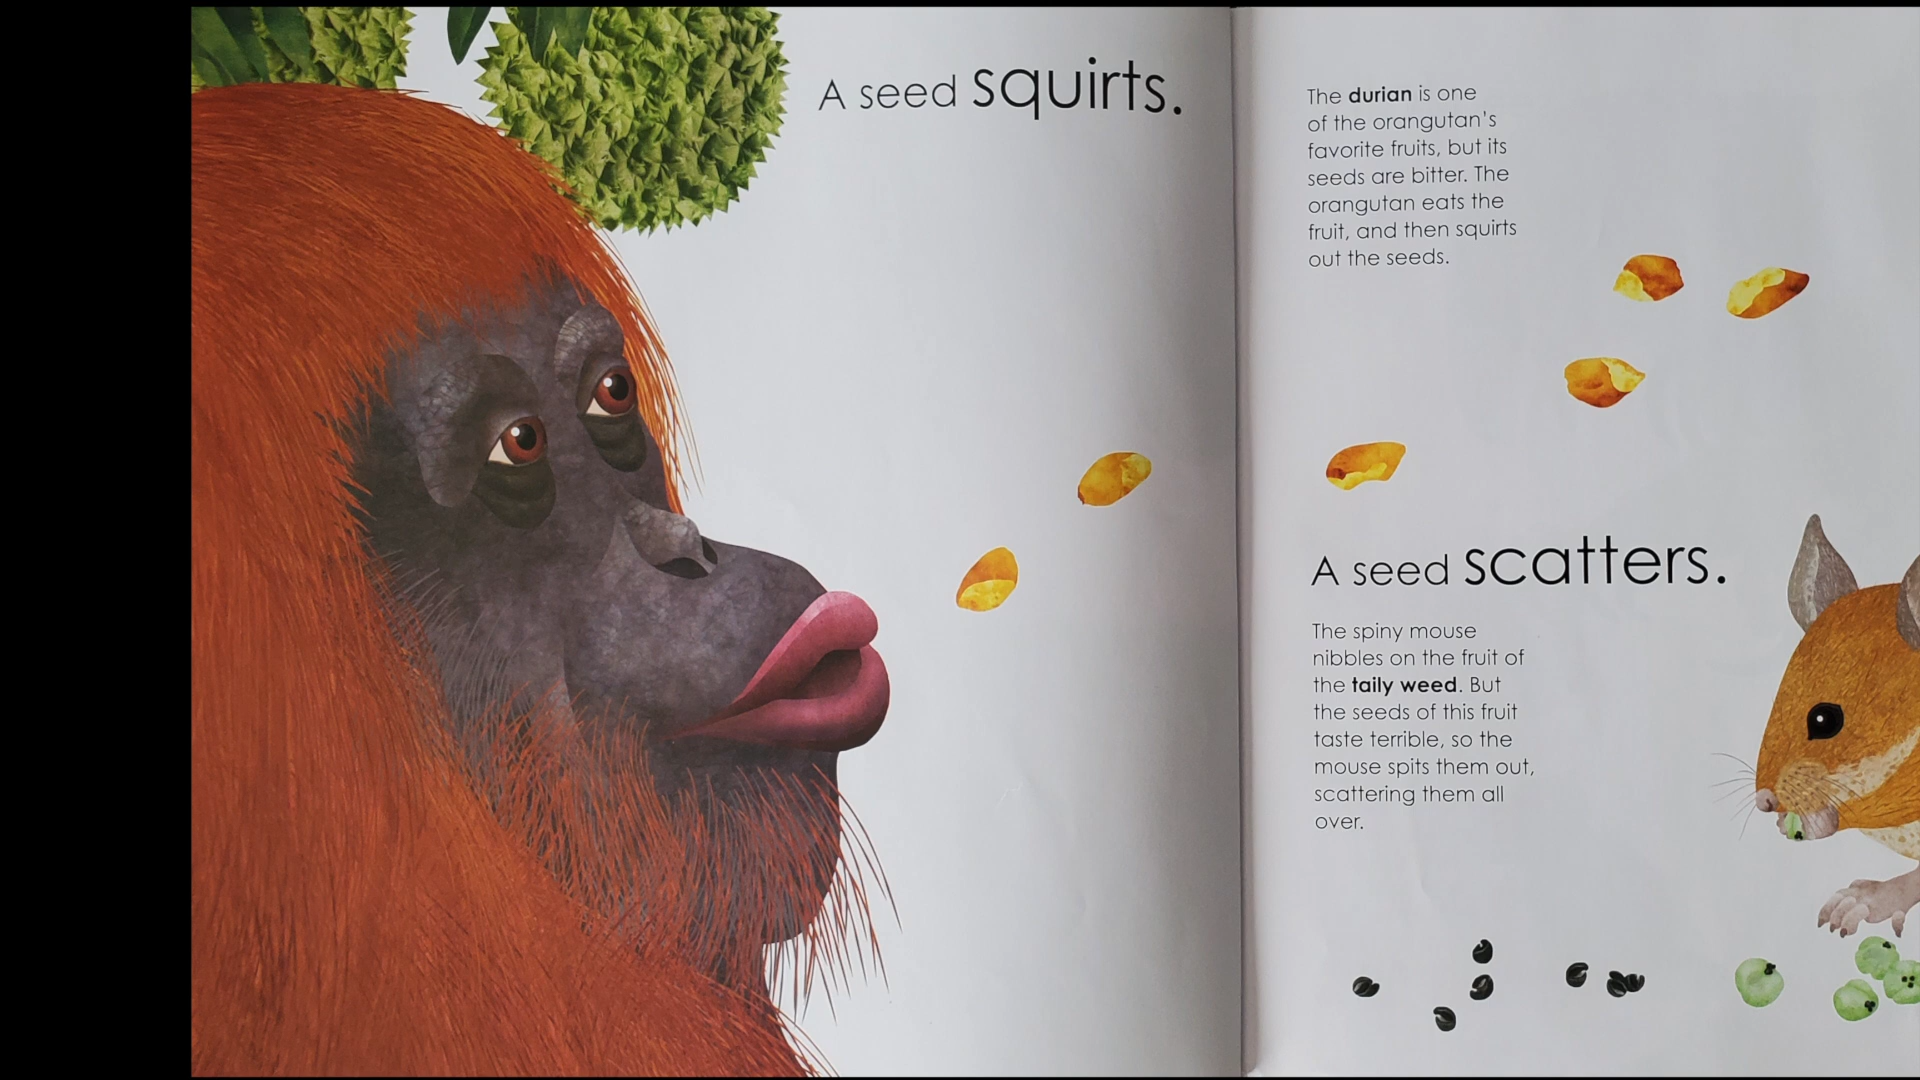 A seed squirts.
The durian is one
of the orangutan's
favorite fruits, but its
seeds are bitter. The
orangutan eats the
fruit, and then squirts
out the seeds.
A seed scatters.
The spiny mouse
nibbles on the fruit of
the taily weed. But
the seeds of this fruit
taste terrible, so the
mouse spits them out,
scattering them all
over.